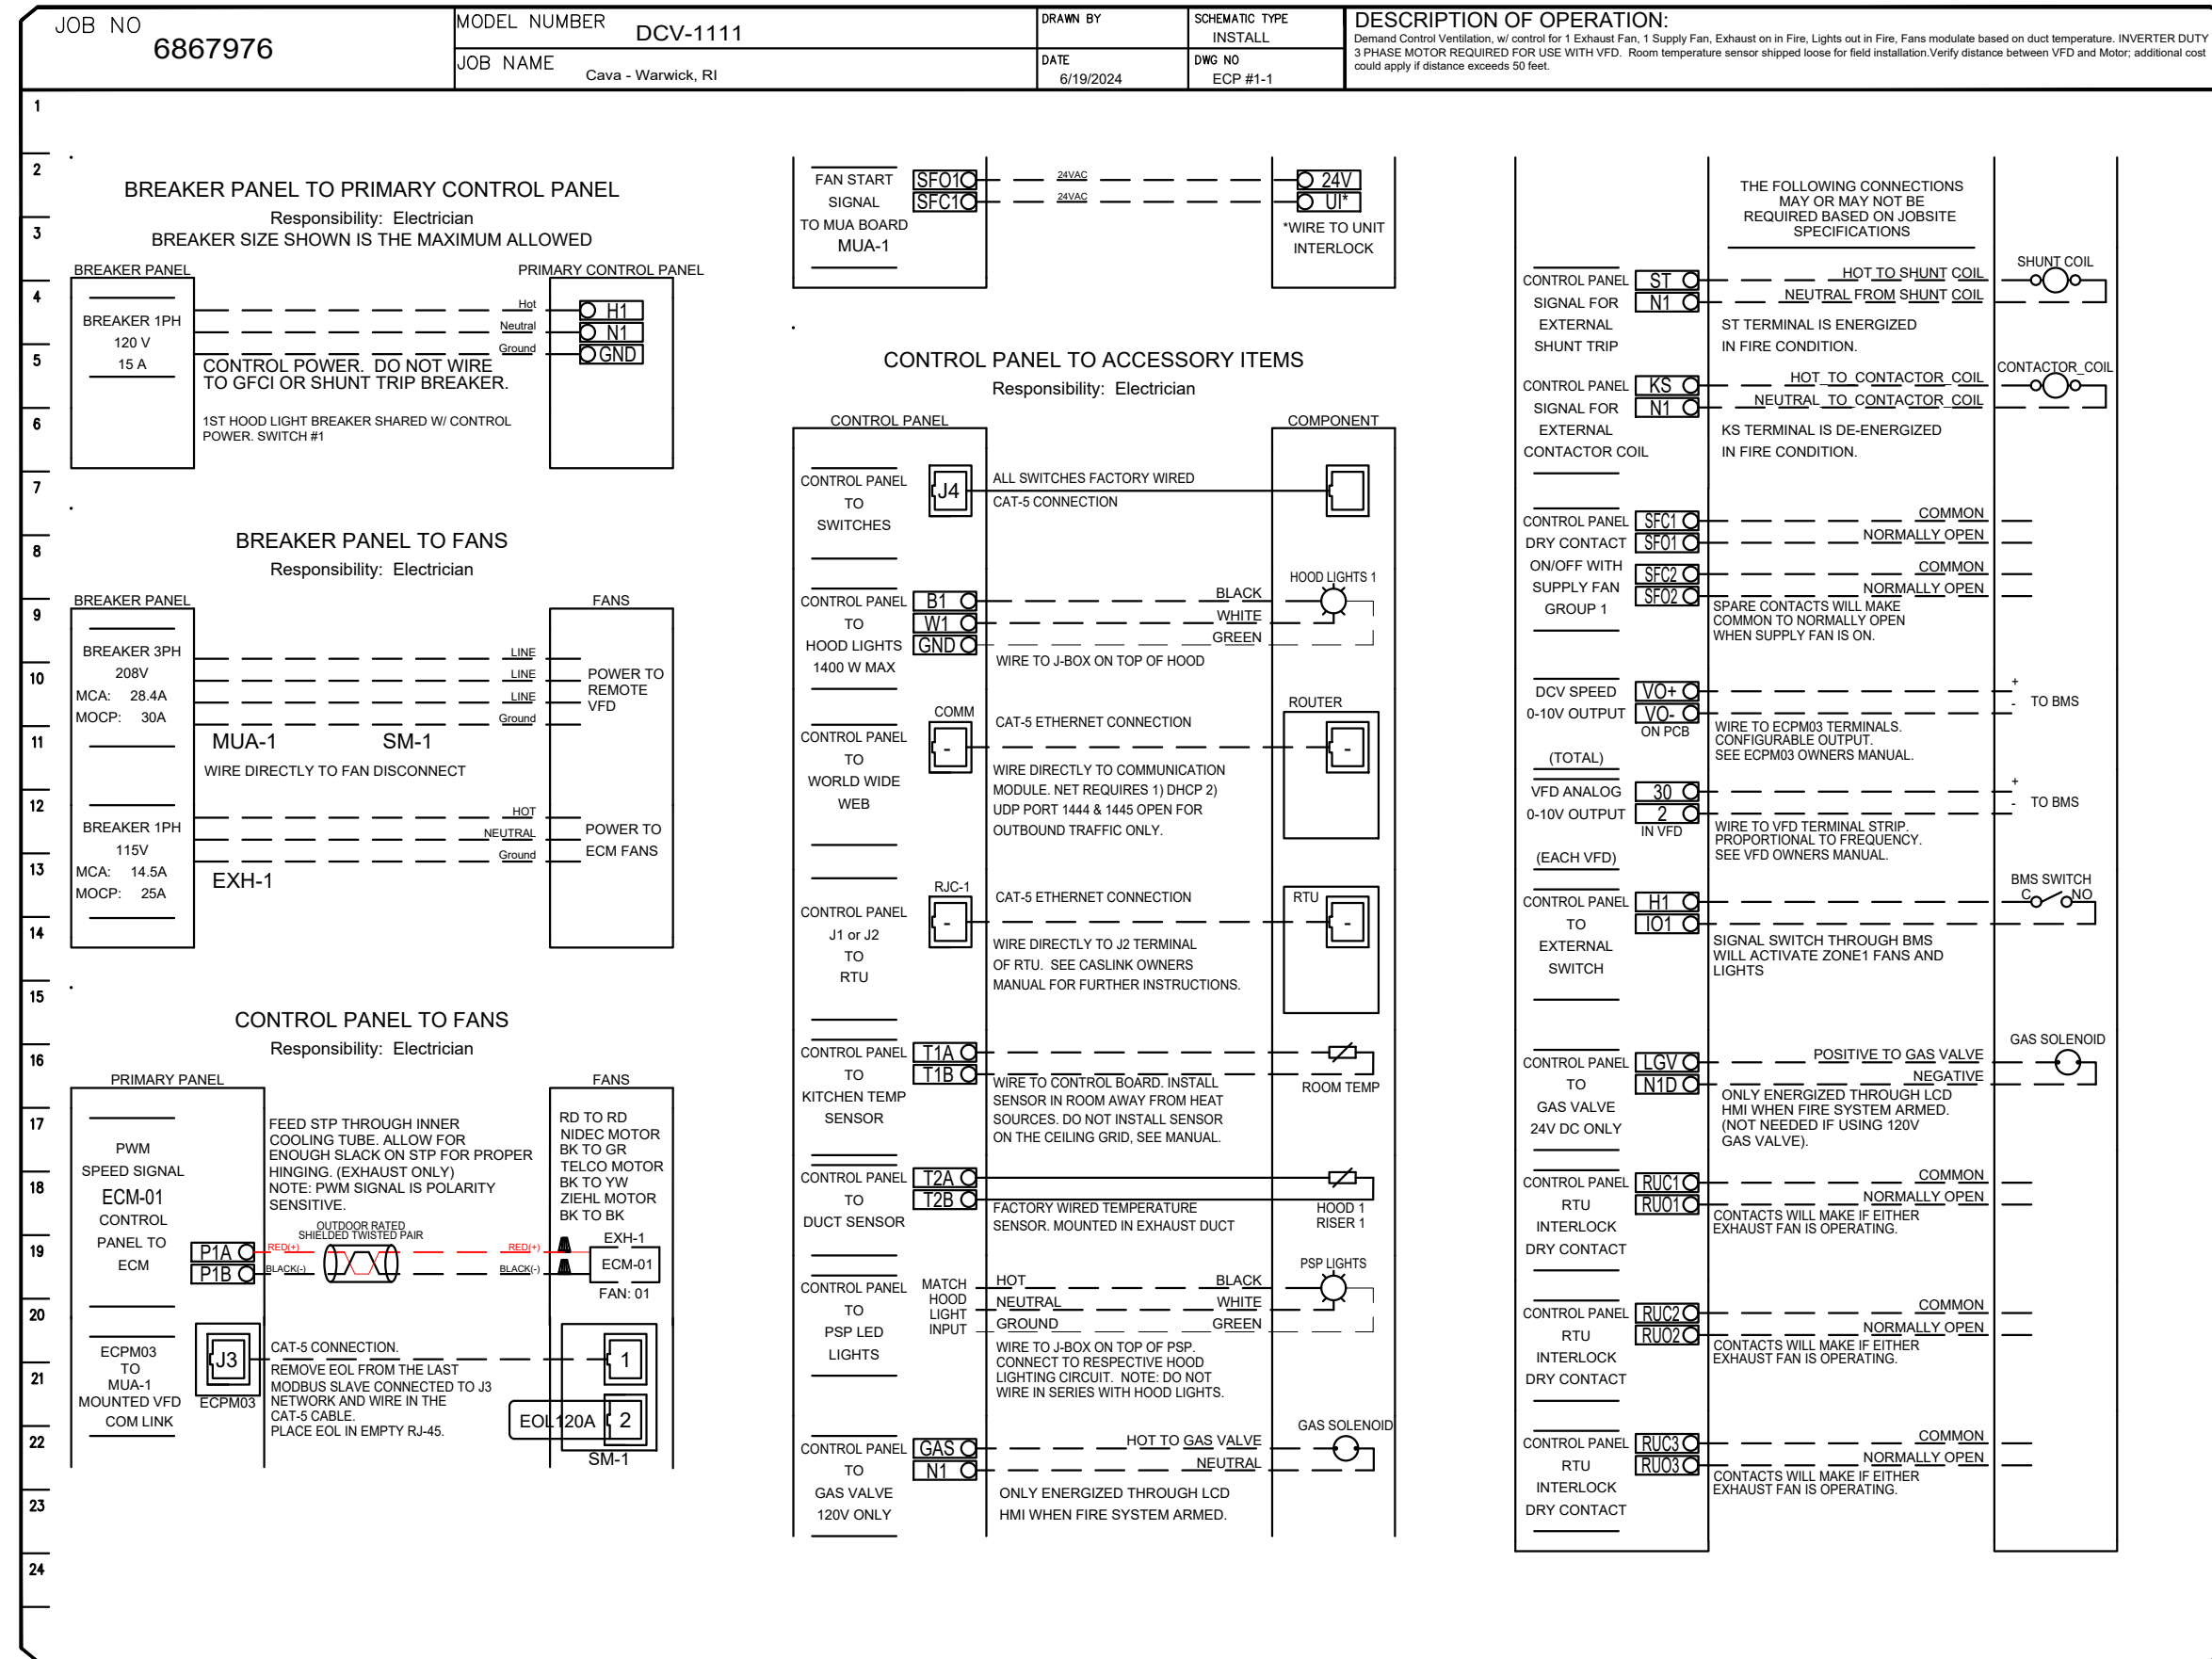 JOB NO
6867976
MODEL NUMBER
DCV-1111
JOB NAME
Cava - Warwick, RI
DRAWN BY
SCHEMATIC TYPE
INSTALL
DATE
6/19/2024
DWG NO
ECP #1-1
DESCRIPTION OF OPERATION:
Demand Control Ventilation, w/ control for 1 Exhaust Fan, 1 Supply Fan, Exhaust on in Fire, Lights out in Fire, Fans modulate based on duct temperature. INVERTER DUTY
3 PHASE MOTOR REQUIRED FOR USE WITH VFD. Room temperature sensor shipped loose for field installation.Verify distance between VFD and Motor; additional cost
could apply if distance exceeds 50 feet.
1
2
3
4
5
6
7
8
9
10
11
12
13
14
15
16
17
18
19
20
21
22
23
24
BREAKER PANEL TO PRIMARY CONTROL PANEL
Responsibility: Electrician
BREAKER SIZE SHOWN IS THE MAXIMUM ALLOWED
BREAKER PANEL
PRIMARY CONTROL PANEL
BREAKER 1PH
120 V
15 A
Hot
H1
Neutral
N1
Ground
GND
CONTROL POWER. DO NOT WIRE
TO GFCI OR SHUNT TRIP BREAKER.
1ST HOOD LIGHT BREAKER SHARED W/ CONTROL
POWER. SWITCH #1
BREAKER PANEL TO FANS
Responsibility: Electrician
BREAKER PANEL
FANS
BREAKER 3PH
208V
MCA: 28.4A
MOCP: 30A
LINE
LINE
LINE
Ground
POWER TO
REMOTE
VFD
MUA-1
SM-1
WIRE DIRECTLY TO FAN DISCONNECT
BREAKER 1PH
115V
MCA: 14.5A
MOCP: 25A
HOT
NEUTRAL
Ground
POWER TO
ECM FANS
EXH-1
CONTROL PANEL TO FANS
Responsibility: Electrician
PRIMARY PANEL
FANS
PWM
SPEED SIGNAL
ECM-01
CONTROL
PANEL TO
ECM
P1A
P1B
FEED STP THROUGH INNER
COOLING TUBE. ALLOW FOR
ENOUGH SLACK ON STP FOR PROPER
HINGING. (EXHAUST ONLY)
NOTE: PWM SIGNAL IS POLARITY
SENSITIVE.
OUTDOOR RATED
SHIELDED TWISTED PAIR
RED(+)
RED(+)
BLACK(-)
BLACK(-)
RD TO RD
NIDEC MOTOR
BK TO GR
TELCO MOTOR
BK TO YW
ZIEHL MOTOR
BK TO BK
EXH-1
ECM-01
FAN: 01
ECPM03
TO
MUA-1
MOUNTED VFD
COM LINK
J3
ECPM03
CAT-5 CONNECTION.
REMOVE EOL FROM THE LAST
MODBUS SLAVE CONNECTED TO J3
NETWORK AND WIRE IN THE
CAT-5 CABLE.
PLACE EOL IN EMPTY RJ-45.
1
EOL120A
2
SM-1
FAN START
SIGNAL
TO MUA BOARD
MUA-1
SFO1
SFC1
24VAC
24VAC
24V
UI*
*WIRE TO UNIT
INTERLOCK
CONTROL PANEL TO ACCESSORY ITEMS
Responsibility: Electrician
CONTROL PANEL
COMPONENT
CONTROL PANEL
TO
SWITCHES
J4
ALL SWITCHES FACTORY WIRED
CAT-5 CONNECTION
CONTROL PANEL
TO
HOOD LIGHTS
1400 W MAX
B1
W1
GND
BLACK
WHITE
GREEN
HOOD LIGHTS 1
WIRE TO J-BOX ON TOP OF HOOD
CONTROL PANEL
TO
WORLD WIDE
WEB
COMM
-
CAT-5 ETHERNET CONNECTION
WIRE DIRECTLY TO COMMUNICATION
MODULE. NET REQUIRES 1) DHCP 2)
UDP PORT 1444 & 1445 OPEN FOR
OUTBOUND TRAFFIC ONLY.
ROUTER
-
CONTROL PANEL
J1 or J2
TO
RTU
RJC-1
-
CAT-5 ETHERNET CONNECTION
WIRE DIRECTLY TO J2 TERMINAL
OF RTU. SEE CASLINK OWNERS
MANUAL FOR FURTHER INSTRUCTIONS.
RTU
-
CONTROL PANEL
TO
KITCHEN TEMP
SENSOR
T1A
T1B
WIRE TO CONTROL BOARD. INSTALL
SENSOR IN ROOM AWAY FROM HEAT
SOURCES. DO NOT INSTALL SENSOR
ON THE CEILING GRID, SEE MANUAL.
ROOM TEMP
CONTROL PANEL
TO
DUCT SENSOR
T2A
T2B
FACTORY WIRED TEMPERATURE
SENSOR. MOUNTED IN EXHAUST DUCT
HOOD 1
RISER 1
CONTROL PANEL
TO
PSP LED
LIGHTS
MATCH
HOOD
LIGHT
INPUT
HOT
NEUTRAL
GROUND
BLACK
WHITE
GREEN
PSP LIGHTS
WIRE TO J-BOX ON TOP OF PSP.
CONNECT TO RESPECTIVE HOOD
LIGHTING CIRCUIT. NOTE: DO NOT
WIRE IN SERIES WITH HOOD LIGHTS.
CONTROL PANEL
TO
GAS VALVE
120V ONLY
GAS
N1
HOT TO GAS VALVE
NEUTRAL
GAS SOLENOID
ONLY ENERGIZED THROUGH LCD
HMI WHEN FIRE SYSTEM ARMED.
THE FOLLOWING CONNECTIONS
MAY OR MAY NOT BE
REQUIRED BASED ON JOBSITE
SPECIFICATIONS
CONTROL PANEL
SIGNAL FOR
EXTERNAL
SHUNT TRIP
ST
N1
HOT TO SHUNT COIL
NEUTRAL FROM SHUNT COIL
SHUNT COIL
ST TERMINAL IS ENERGIZED
IN FIRE CONDITION.
CONTROL PANEL
SIGNAL FOR
EXTERNAL
CONTACTOR COIL
KS
N1
HOT_TO_CONTACTOR_COIL
NEUTRAL_TO_CONTACTOR_COIL
CONTACTOR_COIL
KS TERMINAL IS DE-ENERGIZED
IN FIRE CONDITION.
CONTROL PANEL
DRY CONTACT
ON/OFF WITH
SUPPLY FAN
GROUP 1
SFC1
SFO1
SFC2
SFO2
COMMON
NORMALLY OPEN
COMMON
NORMALLY OPEN
SPARE CONTACTS WILL MAKE
COMMON TO NORMALLY OPEN
WHEN SUPPLY FAN IS ON.
DCV SPEED
0-10V OUTPUT
(TOTAL)
VO+
VO-
ON PCB
WIRE TO ECPM03 TERMINALS.
CONFIGURABLE OUTPUT.
SEE ECPM03 OWNERS MANUAL.
+
-
TO BMS
VFD ANALOG
0-10V OUTPUT
(EACH VFD)
30
2
IN VFD
WIRE TO VFD TERMINAL STRIP.
PROPORTIONAL TO FREQUENCY.
SEE VFD OWNERS MANUAL.
+
-
TO BMS
CONTROL PANEL
TO
EXTERNAL
SWITCH
H1
IO1
BMS SWITCH
C
NO
SIGNAL SWITCH THROUGH BMS
WILL ACTIVATE ZONE1 FANS AND
LIGHTS
CONTROL PANEL
TO
GAS VALVE
24V DC ONLY
LGV
N1D
POSITIVE TO GAS VALVE
NEGATIVE
GAS SOLENOID
ONLY ENERGIZED THROUGH LCD
HMI WHEN FIRE SYSTEM ARMED.
(NOT NEEDED IF USING 120V
GAS VALVE).
CONTROL PANEL
RTU
INTERLOCK
DRY CONTACT
RUC1
RUO1
COMMON
NORMALLY OPEN
CONTACTS WILL MAKE IF EITHER
EXHAUST FAN IS OPERATING.
CONTROL PANEL
RTU
INTERLOCK
DRY CONTACT
RUC2
RUO2
COMMON
NORMALLY OPEN
CONTACTS WILL MAKE IF EITHER
EXHAUST FAN IS OPERATING.
CONTROL PANEL
RTU
INTERLOCK
DRY CONTACT
RUC3
RUO3
COMMON
NORMALLY OPEN
CONTACTS WILL MAKE IF EITHER
EXHAUST FAN IS OPERATING.